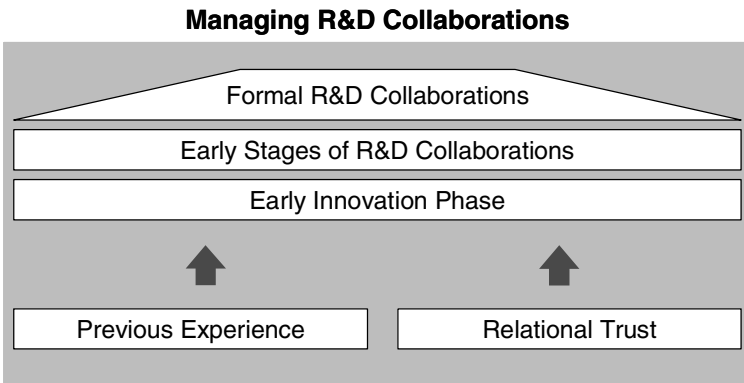 Managing R&D Collaborations
Formal R&D Collaborations
Early Stages of R&D Collaborations
Early Innovation Phase
Previous Experience
Relational Trust